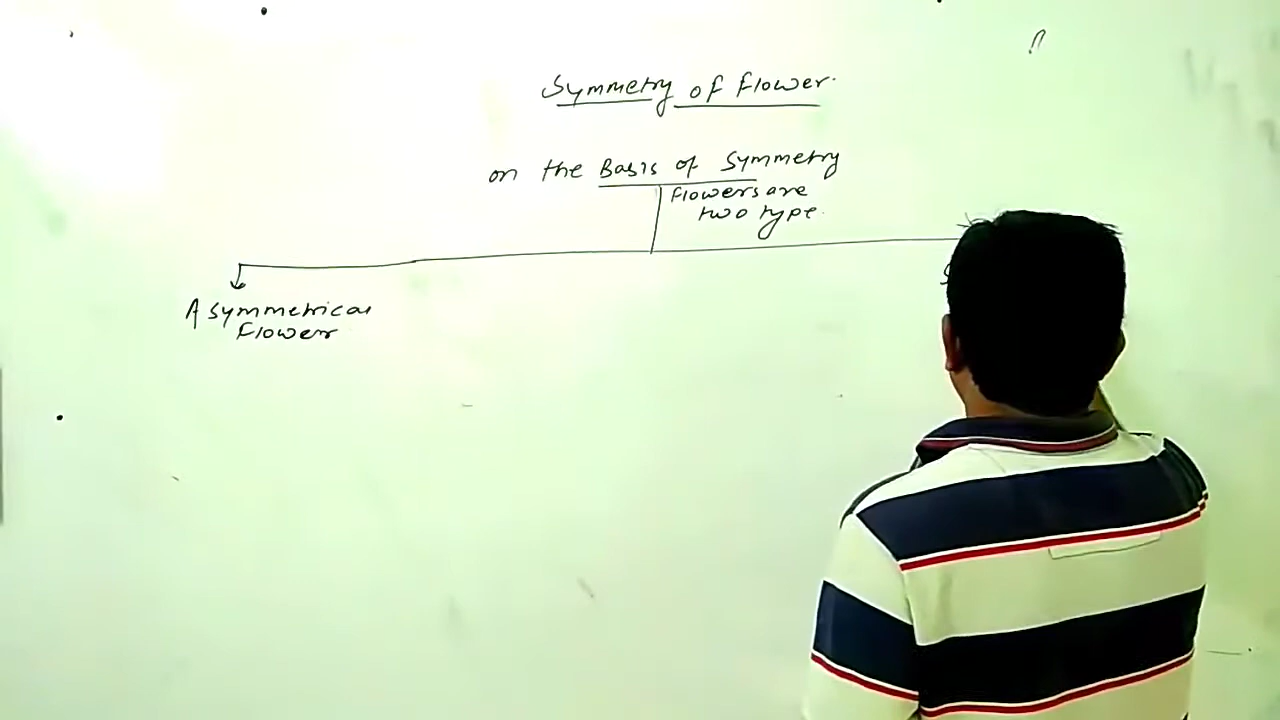 Symmetry of Flower.
on the Basis of Symmetry
Flowers are
two type.
Asymmetrical
Flower